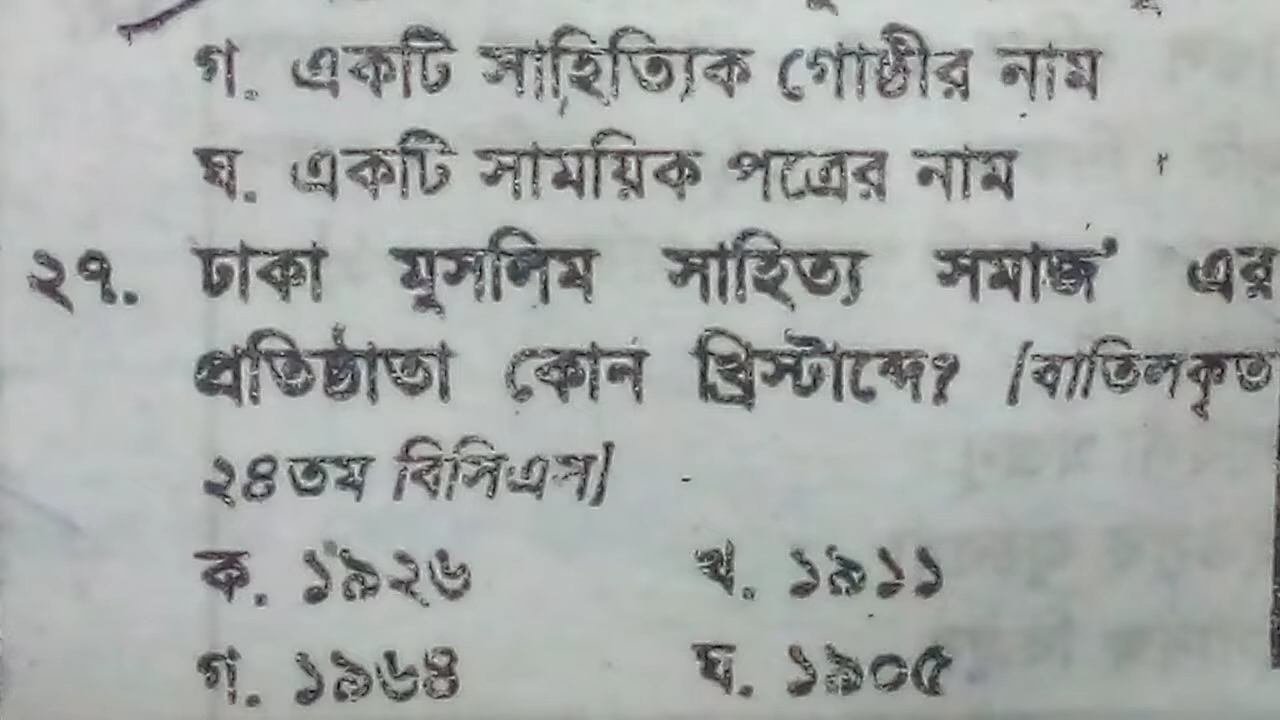 গ. একটি সাহিত্যিক গোষ্ঠীর নাম
ঘ. একটি সাময়িক পত্রের নাম
২৭. ঢাকা মুসলিম সাহিত্য সমাজ' এর
প্রতিষ্ঠাতা কোন খ্রিস্টাব্দে? [বাতিলকৃত
২৪তম বিসিএস]
ক. ১৯২৬ খ. ১৯১১
গ. ১৯৬৪ ঘ. ১৯০৫